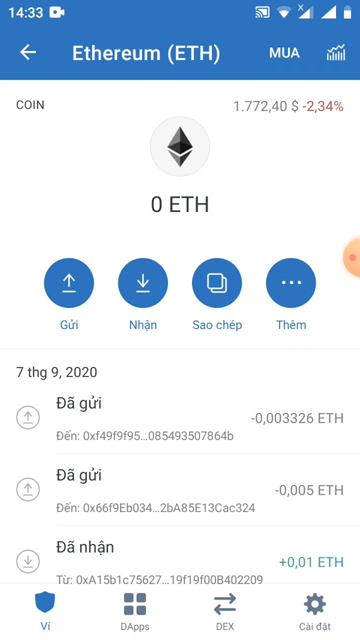 14:33
Ethereum (ETH) MUA
COIN 1.772,40 $ -2,34%
0 ETH
Gửi Nhận Sao chép Thêm
7 thg 9, 2020
Đã gửi
-0,003326 ETH
Đến: 0xf49f9f95...085493507864b
Đã gửi
-0,005 ETH
Đến: 0x66f9Eb034...2bA85E13Cac324
Đã nhận
+0,01 ETH
Từ: 0xA15b1c75627...19f19f00B402209
Ví DApps DEX Cài đặt